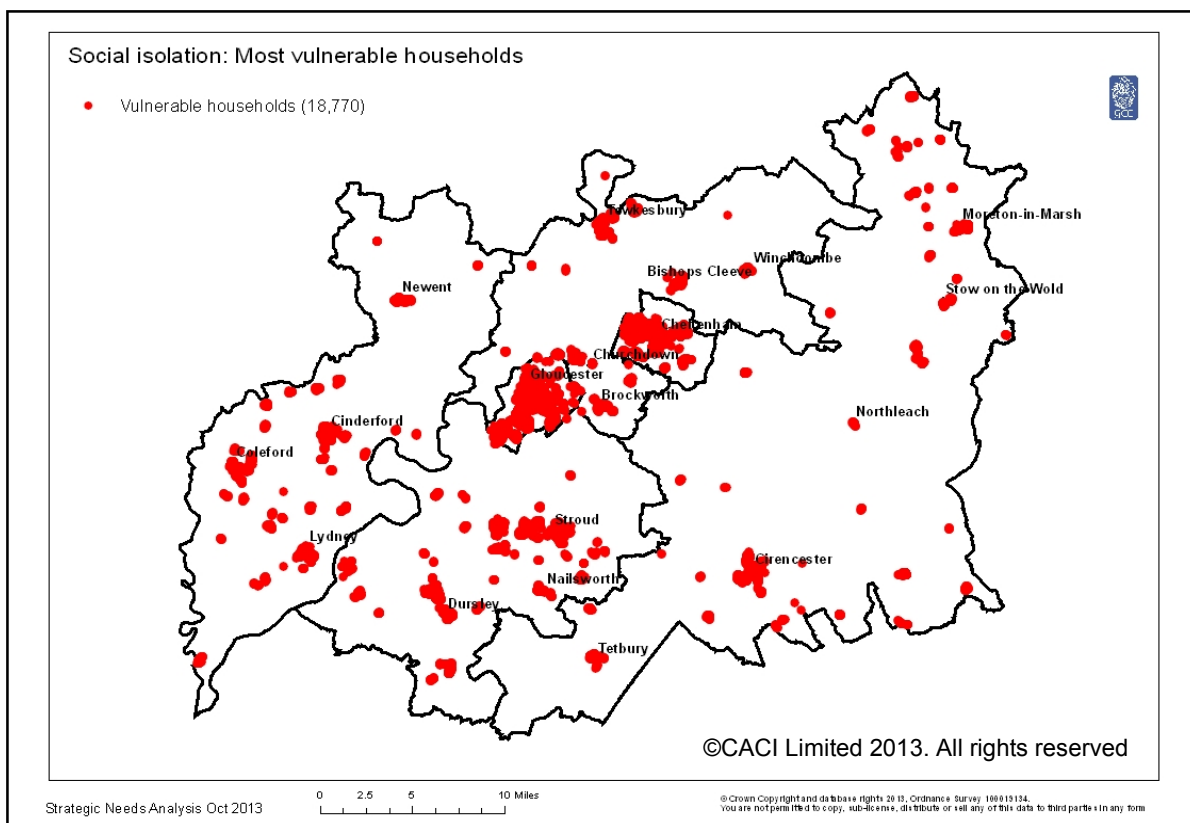 Social isolation: Most vulnerable households
Vulnerable households (18,770)
GCC
Tewkesbury
Moreton-in-Marsh
Winchcombe
Bishops Cleeve
Newent
Stow on the Wold
Cheltenham
Churchdown
Gloucester
Brockworth
Northleach
Cinderford
Coleford
Stroud
Lydney
Cirencester
Nailsworth
Dursley
Tetbury
©CACI Limited 2013. All rights reserved
Strategic Needs Analysis Oct 2013
0 2.5 5 10 Miles
© Crown Copyright and database rights 2013, Ordnance Survey 100019134.
You are not permitted to copy, sub-license, distribute or sell any of this data to third parties in any form